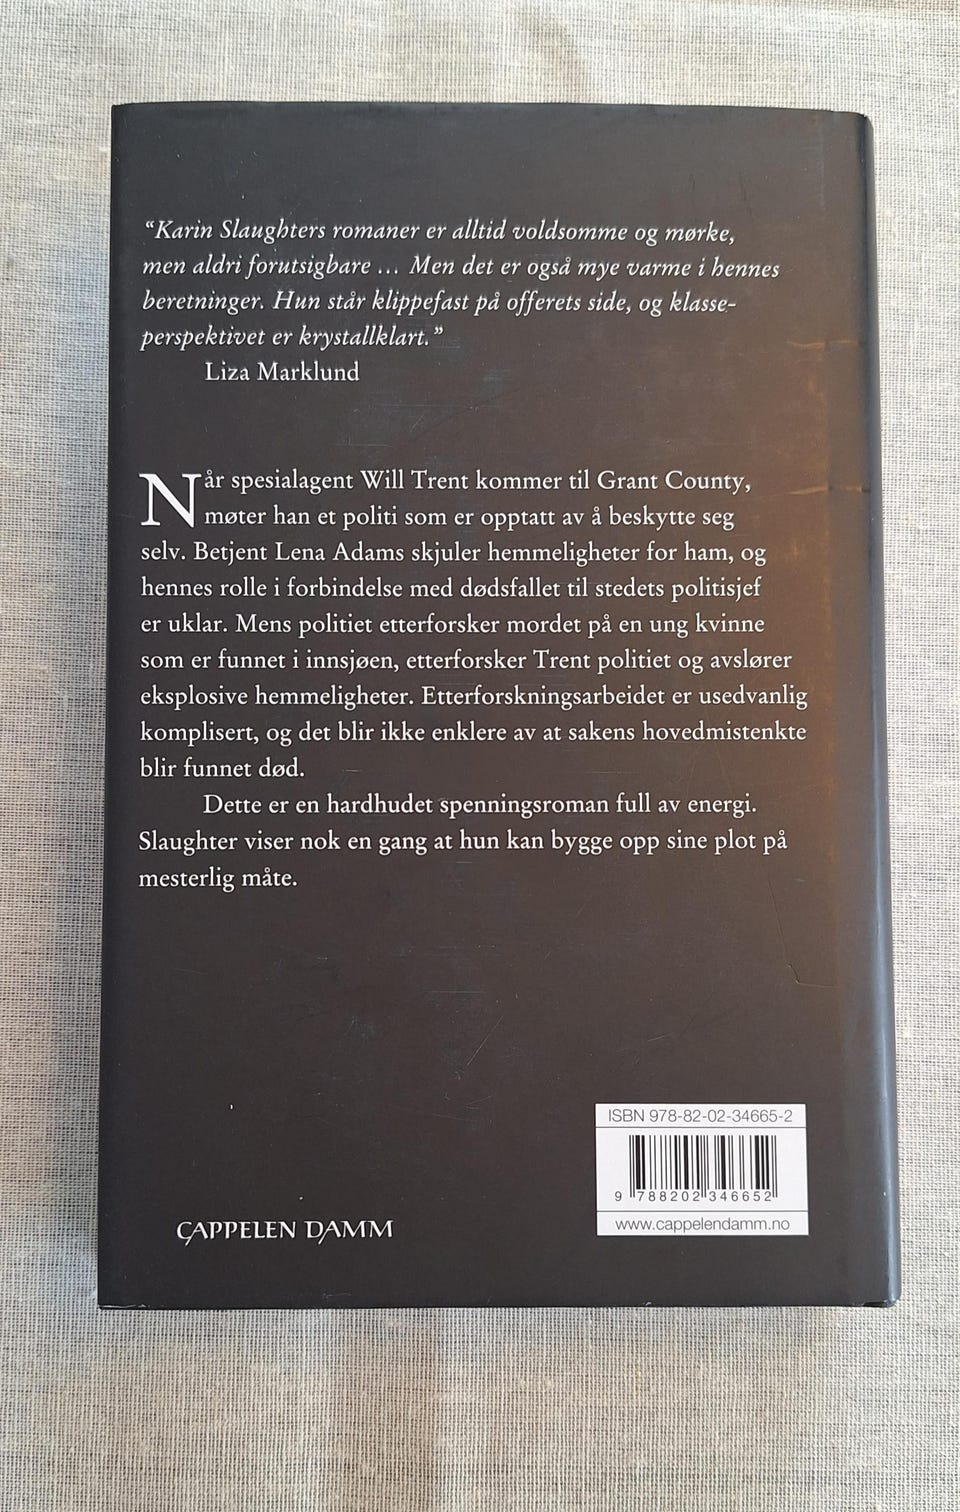 “Karin Slaughters romaner er alltid voldsomme og mørke,
men aldri forutsigbare ... Men det er også mye varme i hennes
beretninger. Hun står klippefast på offerets side, og klasse-
perspektivet er krystallklart.”
Liza Marklund
Når spesialagent Will Trent kommer til Grant County,
møter han et politi som er opptatt av å beskytte seg
selv. Betjent Lena Adams skjuler hemmeligheter for ham, og
hennes rolle i forbindelse med dødsfallet til stedets politisjef
er uklar. Mens politiet etterforsker mordet på en ung kvinne
som er funnet i innsjøen, etterforsker Trent politiet og avslører
eksplosive hemmeligheter. Etterforskningsarbeidet er usedvanlig
komplisert, og det blir ikke enklere av at sakens hovedmistenkte
blir funnet død.
Dette er en hardhudet spenningsroman full av energi.
Slaughter viser nok en gang at hun kan bygge opp sine plot på
mesterlig måte.
ISBN 978-82-02-34665-2
9 788202 346652
www.cappelendamm.no
CAPPELEN DAMM